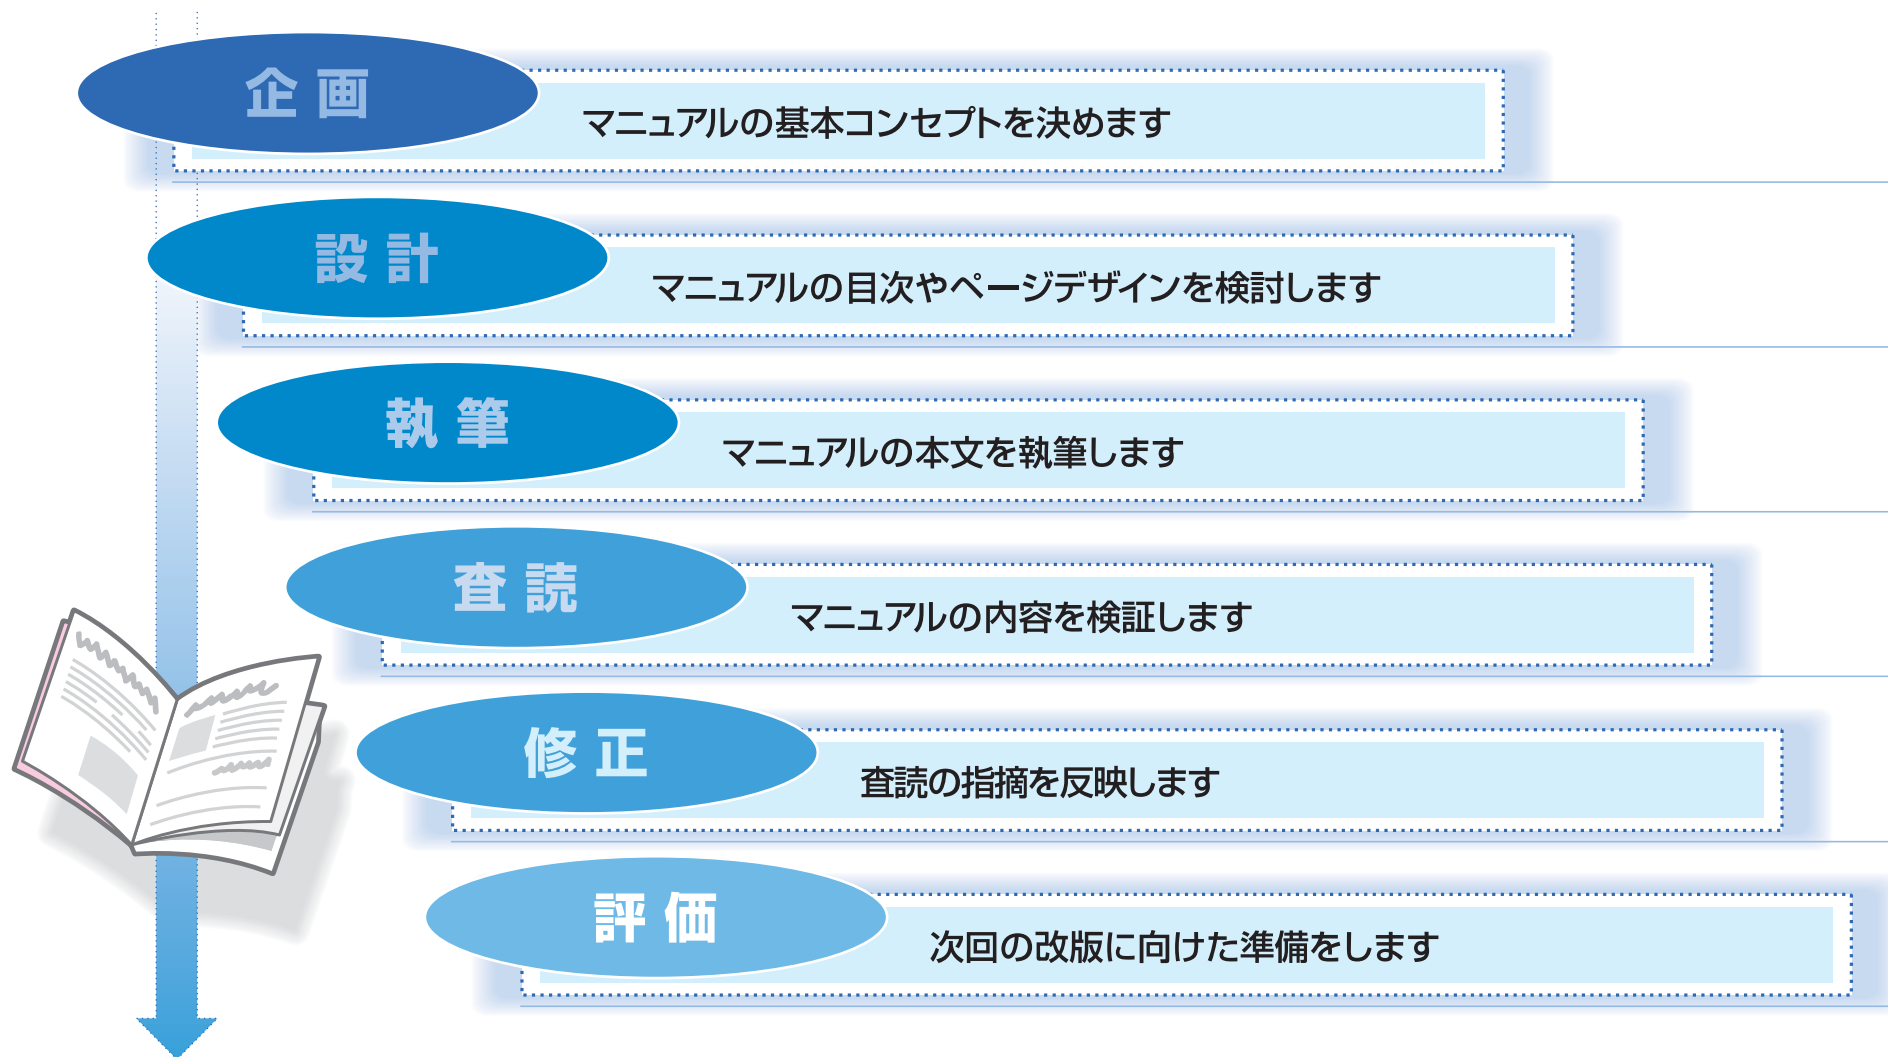 企画
マニュアルの基本コンセプトを決めます
設計
マニュアルの目次やページデザインを検討します
執筆
マニュアルの本文を執筆します
査読
マニュアルの内容を検証します
修正
査読の指摘を反映します
評価
次回の改版に向けた準備をします